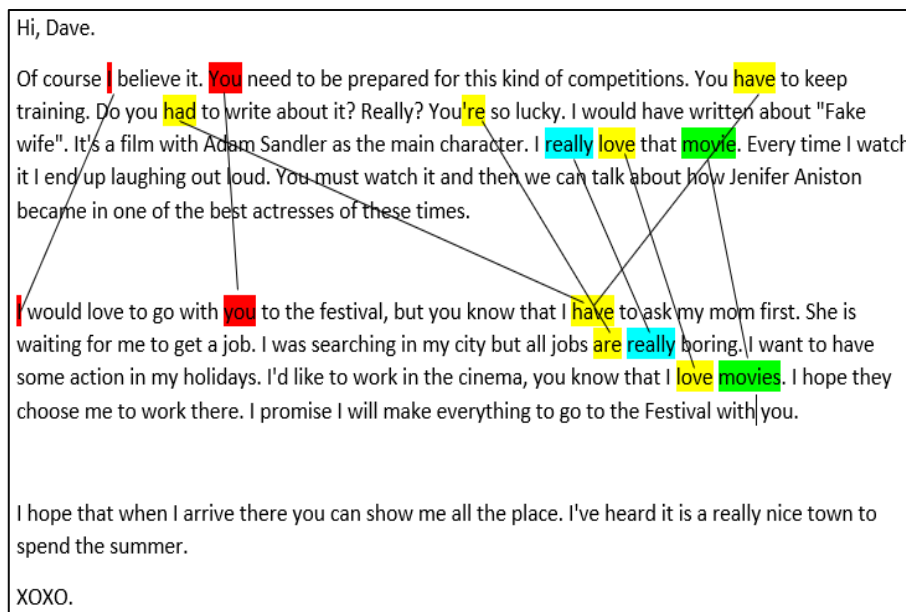 Hi, Dave.
Of course I believe it. You need to be prepared for this kind of competitions. You have to keep
training. Do you had to write about it? Really? You're so lucky. I would have written about "Fake
wife". It's a film with Adam Sandler as the main character. I really love that movie. Every time I watch
it I end up laughing out loud. You must watch it and then we can talk about how Jenifer Aniston
became in one of the best actresses of these times.
I would love to go with you to the festival, but you know that I have to ask my mom first. She is
waiting for me to get a job. I was searching in my city but all jobs are really boring. I want to have
some action in my holidays. I'd like to work in the cinema, you know that I love movies. I hope they
choose me to work there. I promise I will make everything to go to the Festival with you.
I hope that when I arrive there you can show me all the place. I've heard it is a really nice town to
spend the summer.
XOXO.